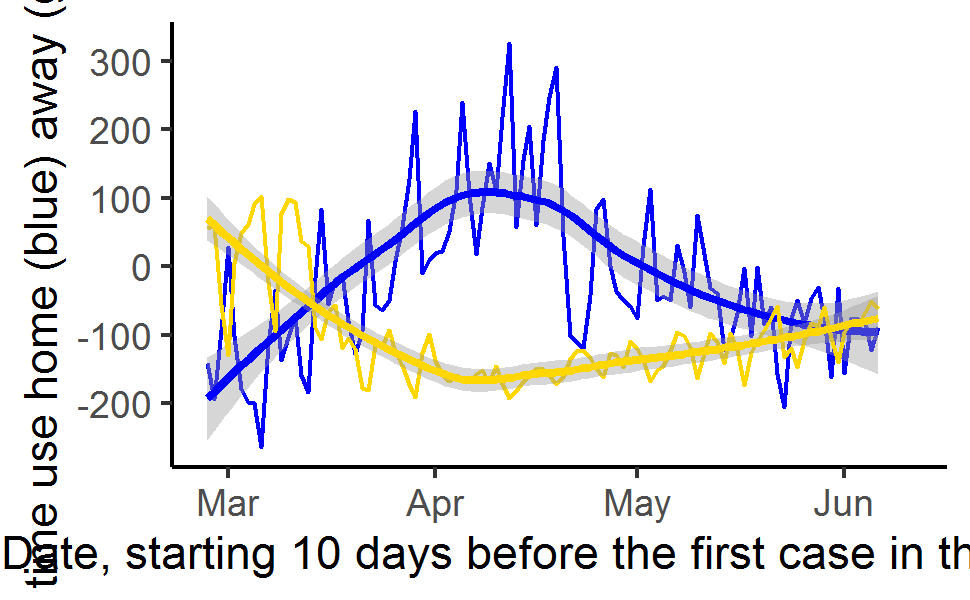 time use home (blue) away (
300
200
100
0
-100
-200
Mar Apr May Jun
Date, starting 10 days before the first case in th